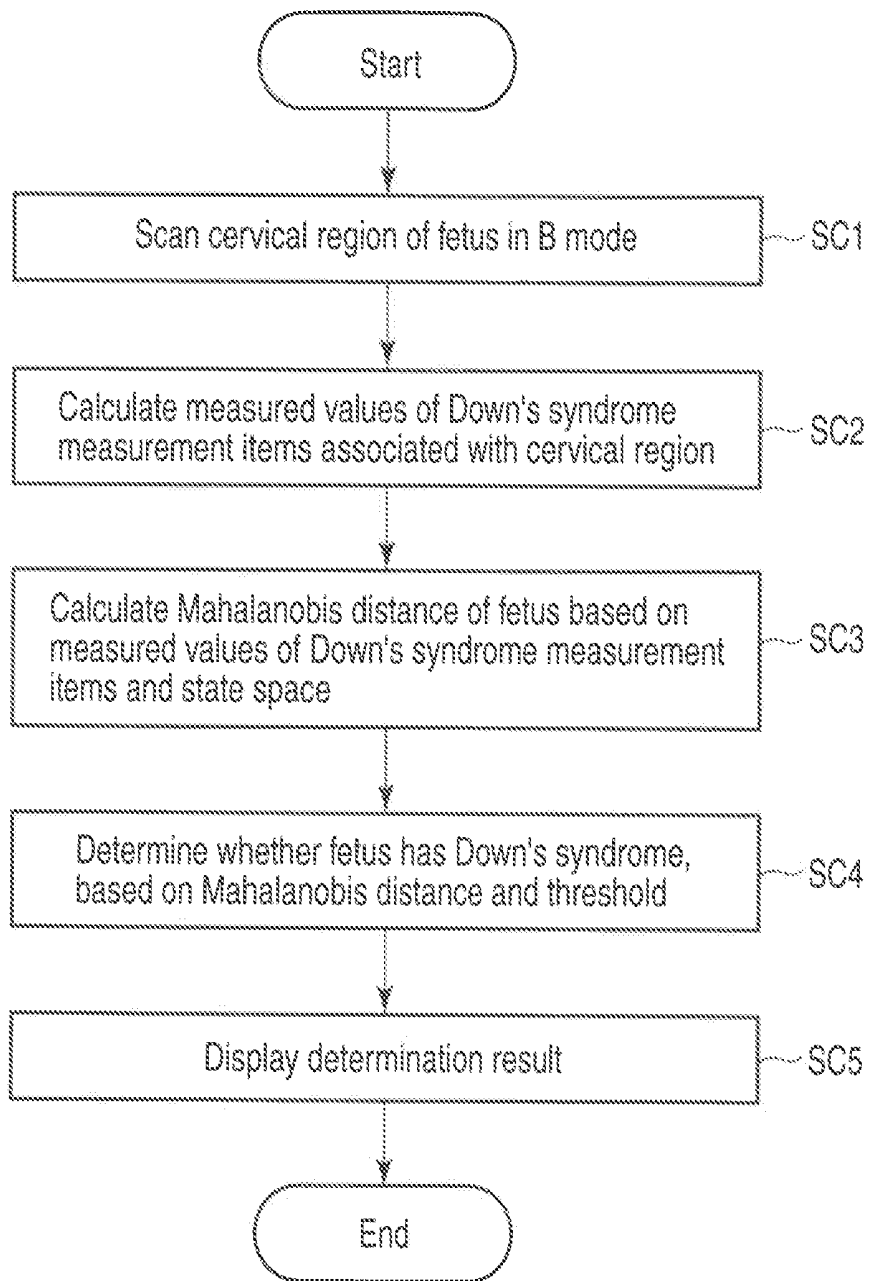 Start
Scan cervical region of fetus in B mode
SC1
Calculate measured values of Down's syndrome
measurement items associated with cervical region
SC2
Calculate Mahalanobis distance of fetus based on
measured values of Down's syndrome measurement
items and state space
SC3
Determine whether fetus has Down's syndrome,
based on Mahalanobis distance and threshold
SC4
Display determination result
SC5
End